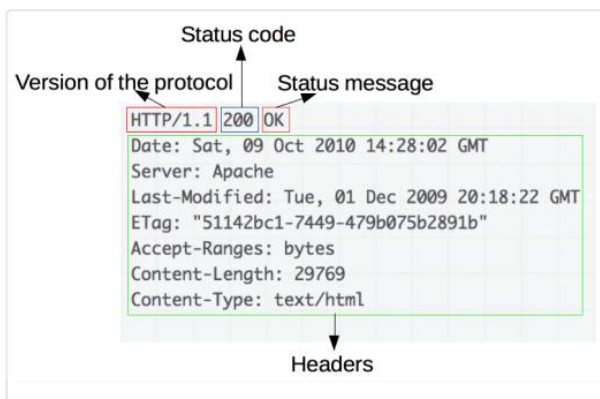 Status code
Version of the protocol Status message
HTTP/1.1 200 OK
Date: Sat, 09 Oct 2010 14:28:02 GMT
Server: Apache
Last-Modified: Tue, 01 Dec 2009 20:18:22 GMT
ETag: "51142bc1-7449-479b075b2891b"
Accept-Ranges: bytes
Content-Length: 29769
Content-Type: text/html
Headers